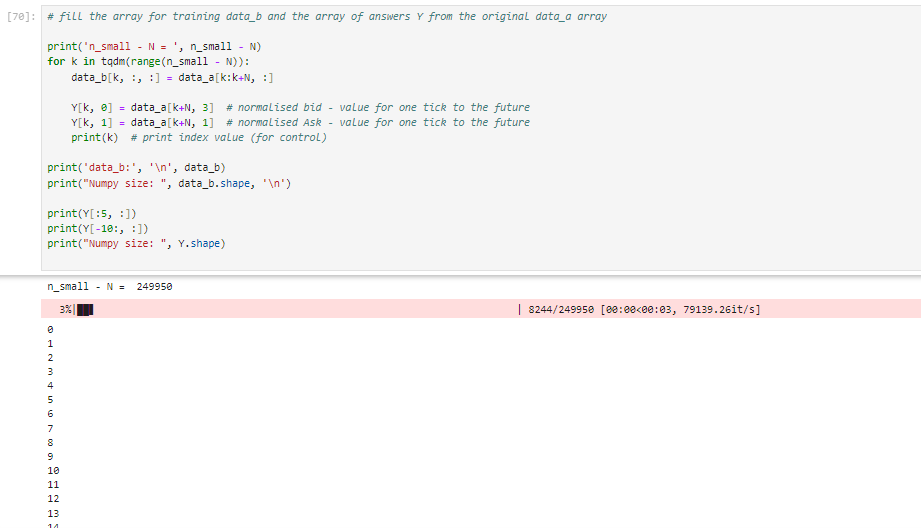 [70]: # fill the array for training data_b and the array of answers Y from the original data_a array
print('n_small - N = ', n_small - N)
for k in tqdm(range(n_small - N)):
    data_b[k, :, :] = data_a[k:k+N, :]
    Y[k, 0] = data_a[k+N, 3]  # normalised bid - value for one tick to the future
    Y[k, 1] = data_a[k+N, 1]  # normalised Ask - value for one tick to the future
    print(k)  # print index value (for control)
print('data_b:', '\n', data_b)
print("Numpy size: ", data_b.shape, '\n')
print(Y[:5, :])
print(Y[-10:, :])
print("Numpy size: ", Y.shape)
n_small - N =  249950
3%| | 8244/249950 [00:00<00:03, 79139.26it/s]
0
1
2
3
4
5
6
7
8
9
10
11
12
13
14